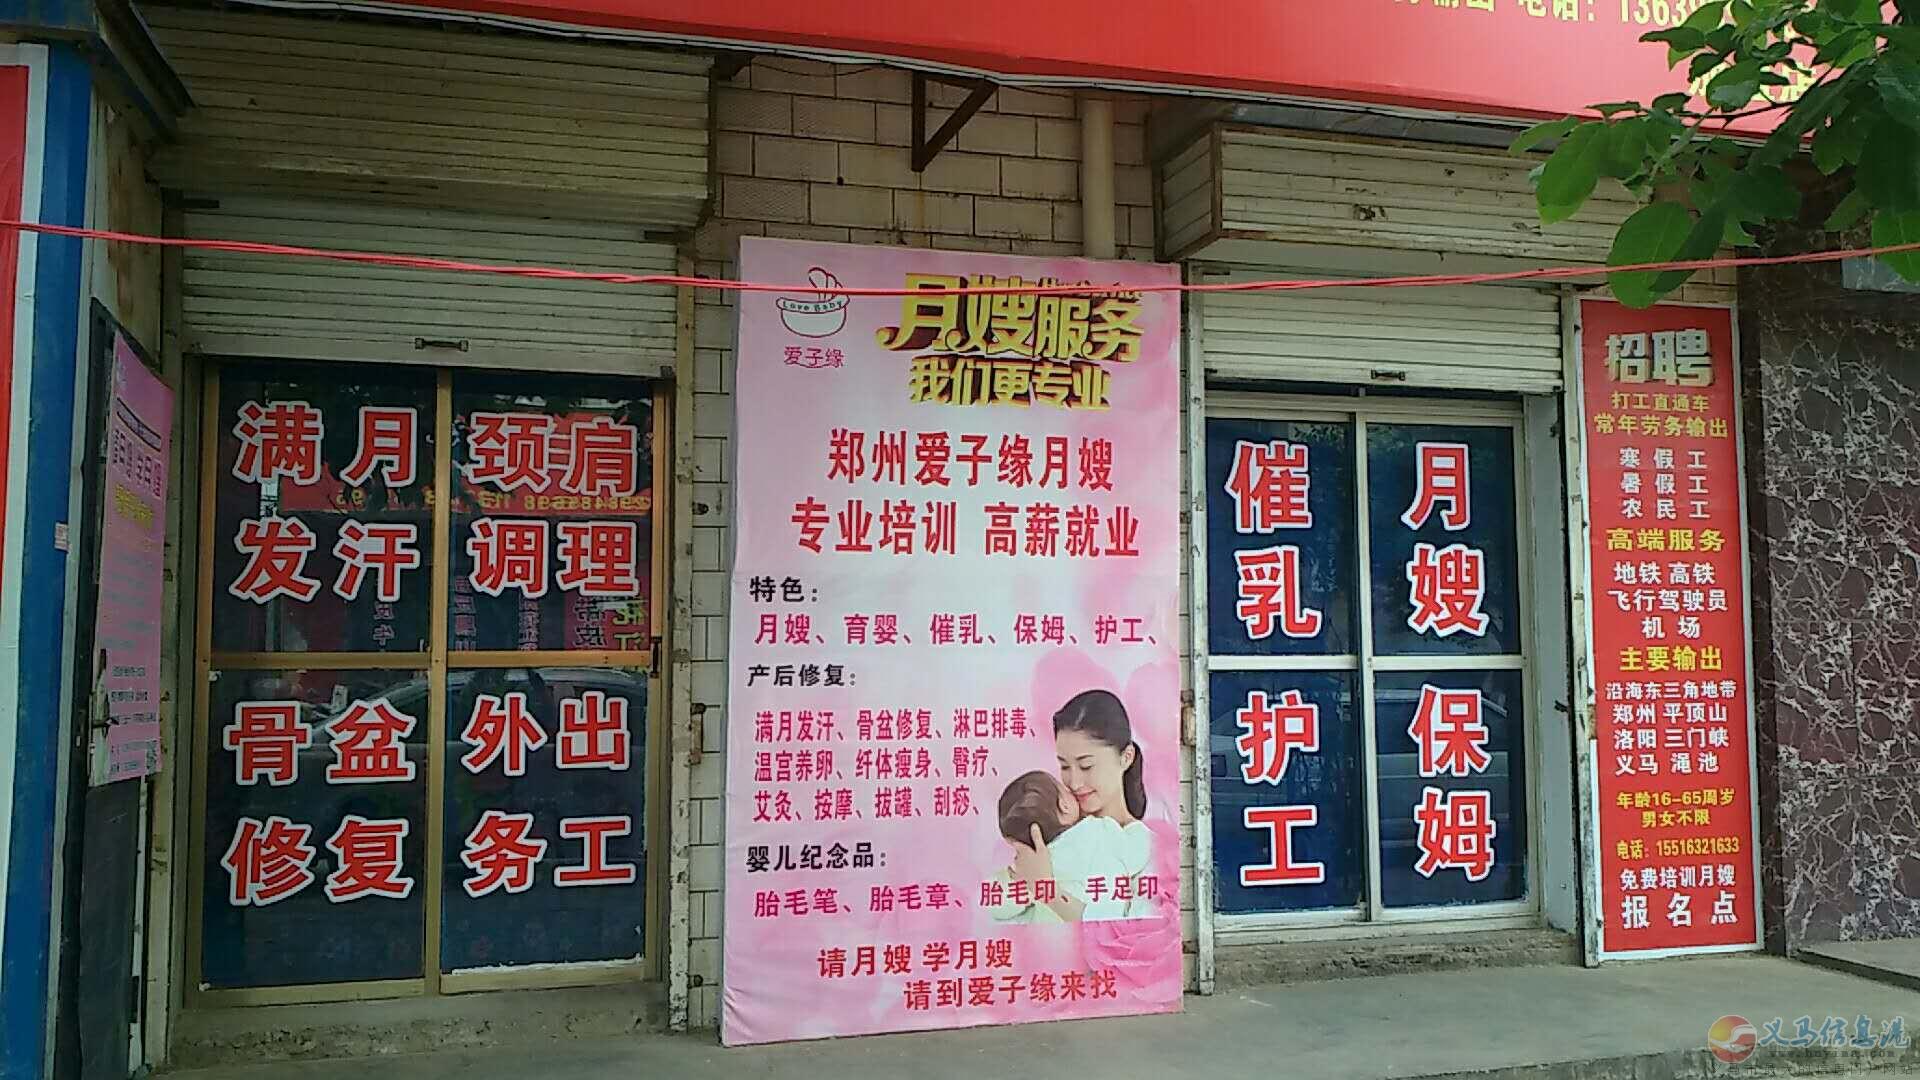 电话：13639
满月
发汗
颈肩
调理
骨盆
修复
外出
务工
Love Baby
爱子缘
月嫂服务
我们更专业
郑州爱子缘月嫂
专业培训 高薪就业
特色：
月嫂、育婴、催乳、保姆、护工、
产后修复：
满月发汗、骨盆修复、淋巴排毒、
温宫养卵、纤体瘦身、臀疗、
艾灸、按摩、拔罐、刮痧、
婴儿纪念品：
胎毛笔、胎毛章、胎毛印、手足印、
请月嫂 学月嫂
请到爱子缘来找
催乳
护工
月嫂
保姆
招聘
打工直通车
常年劳务输出
寒假工
暑假工
农民工
高端服务
地铁 高铁
飞行驾驶员
机场
主要输出
沿海东三角地带
郑州 平顶山
洛阳 三门峡
义马 渑池
年龄16-65周岁
男女不限
电话：15516321633
免费培训月嫂
报名点
义马信息港